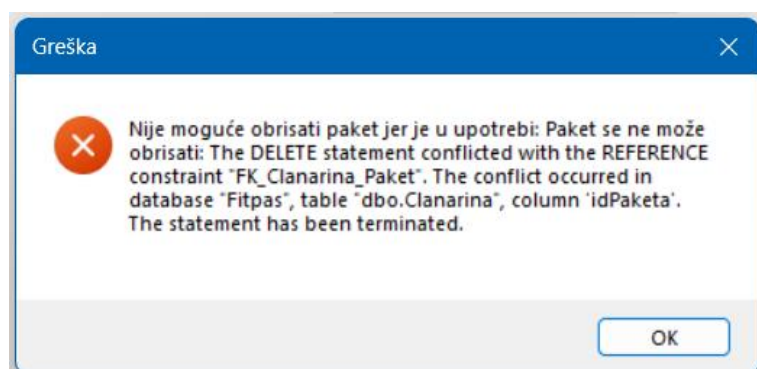 Greška
Nije moguće obrisati paket jer je u upotrebi: Paket se ne može
obrisati: The DELETE statement conflicted with the REFERENCE
constraint "FK_Clanarina_Paket". The conflict occurred in
database "Fitpas", table "dbo.Clanarina", column 'idPaketa'.
The statement has been terminated.
OK